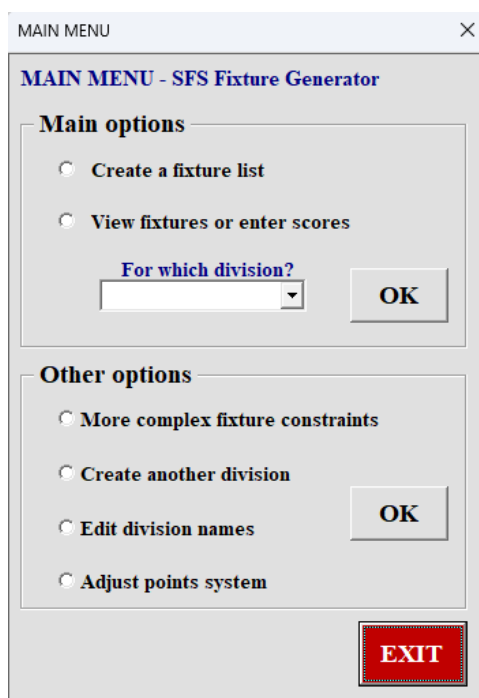 MAIN MENU
MAIN MENU - SFS Fixture Generator
Main options
Create a fixture list
View fixtures or enter scores
For which division?
OK
Other options
More complex fixture constraints
Create another division
OK
Edit division names
Adjust points system
EXIT